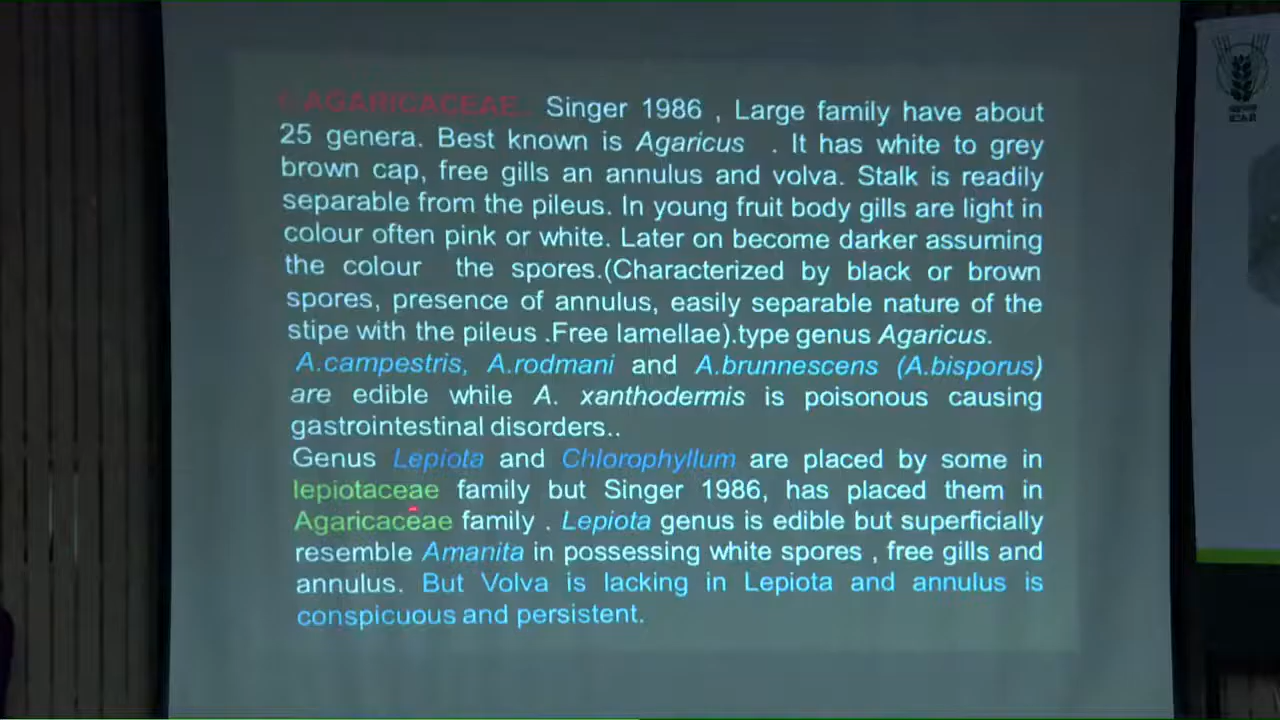 AGARICACEAE. Singer 1986 , Large family have about
25 genera. Best known is Agaricus . It has white to grey
brown cap, free gills an annulus and volva. Stalk is readily
separable from the pileus. In young fruit body gills are light in
colour often pink or white. Later on become darker assuming
the colour the spores.(Characterized by black or brown
spores, presence of annulus, easily separable nature of the
stipe with the pileus .Free lamellae).type genus Agaricus.
A.campestris, A.rodmani and A.brunnescens (A.bisporus)
are edible while A. xanthodermis is poisonous causing
gastrointestinal disorders..
Genus Lepiota and Chlorophyllum are placed by some in
lepiotaceae family but Singer 1986, has placed them in
Agaricaceae family . Lepiota genus is edible but superficially
resemble Amanita in possessing white spores , free gills and
annulus. But Volva is lacking in Lepiota and annulus is
conspicuous and persistent.